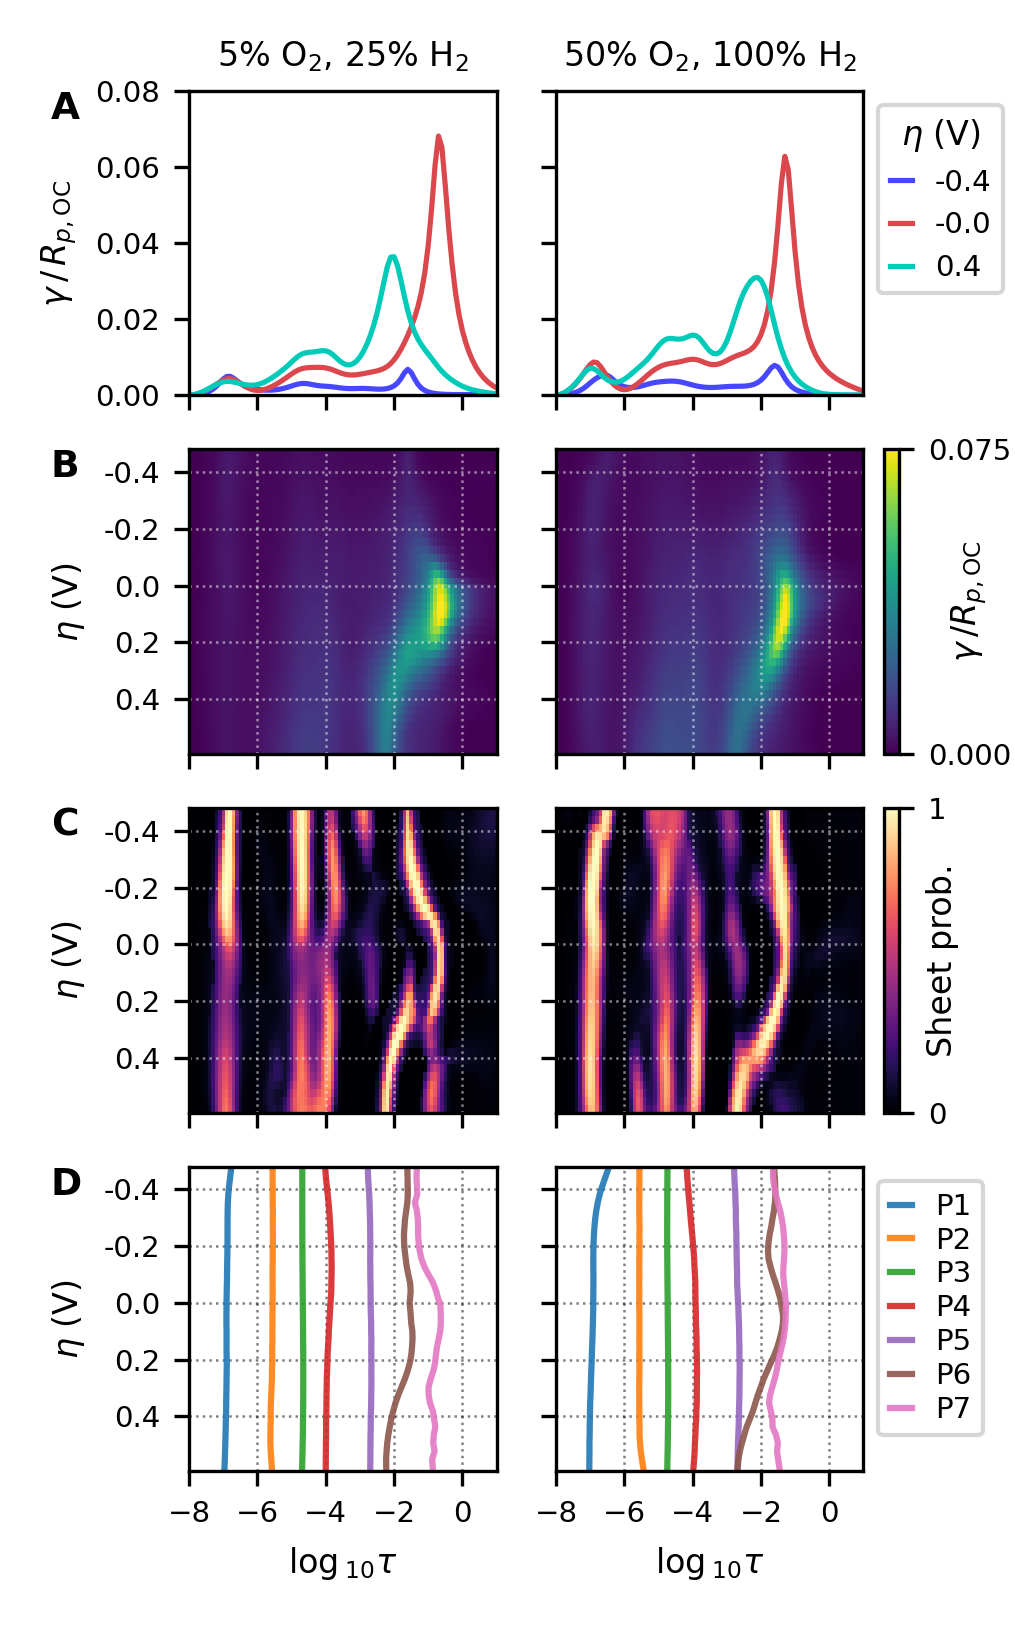 5% O₂, 25% H₂
50% O₂, 100% H₂
A
0.08
0.06
0.04
0.02
0.00
γ/R_{p,OC}
η (V)
-0.4
-0.0
0.4
B
-0.4
-0.2
0.0
0.2
0.4
η (V)
0.075
0.000
γ/R_{p,OC}
C
-0.4
-0.2
0.0
0.2
0.4
η (V)
1
0
Sheet prob.
D
-0.4
-0.2
0.0
0.2
0.4
η (V)
P1
P2
P3
P4
P5
P6
P7
−8 −6 −4 −2 0
−8 −6 −4 −2 0
log₁₀τ
log₁₀τ